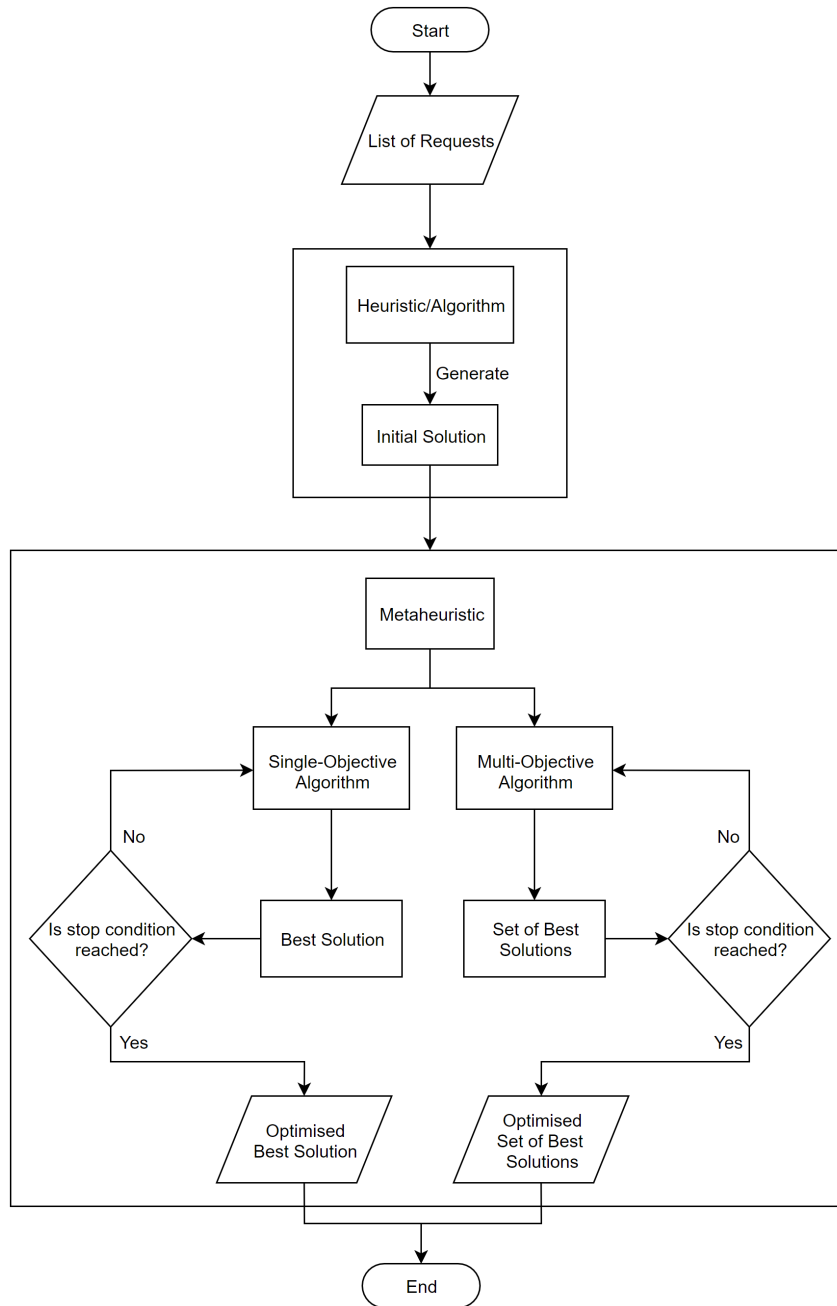 Start
List of Requests
Heuristic/Algorithm
Generate
Initial Solution
Metaheuristic
Single-Objective
Algorithm
Multi-Objective
Algorithm
No
No
Is stop condition
reached?
Best Solution
Set of Best
Solutions
Is stop condition
reached?
Yes
Yes
Optimised
Best Solution
Optimised
Set of Best
Solutions
End